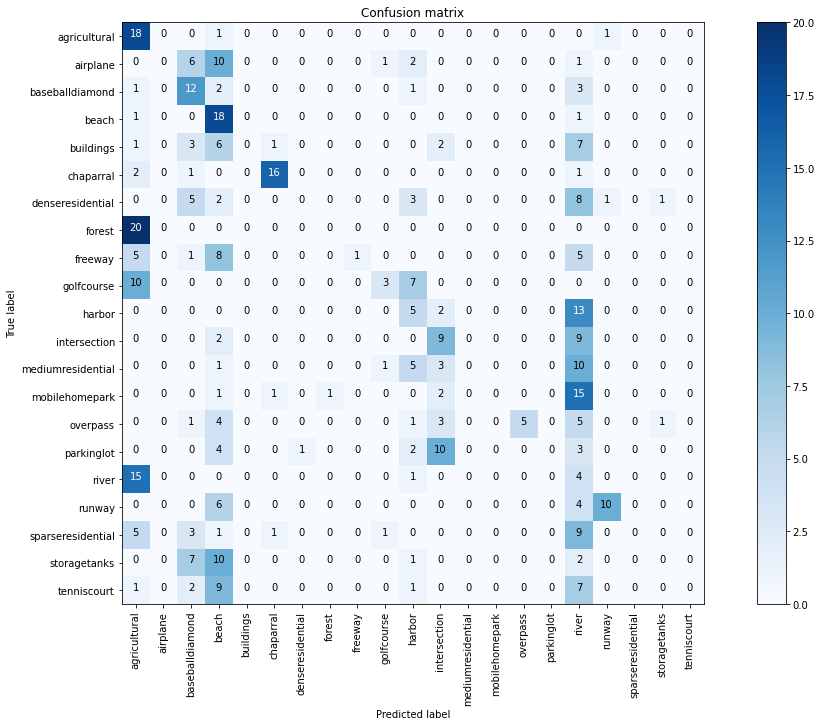 Confusion matrix
True label
agricultural 18 0 0 1 0 0 0 0 0 0 0 0 0 0 0 0 0 1 0 0 0
airplane 0 0 6 10 0 0 0 0 0 1 2 0 0 0 0 0 1 0 0 0 0
baseballdiamond 1 0 12 2 0 0 0 0 0 0 1 0 0 0 0 0 3 0 0 0 0
beach 1 0 0 18 0 0 0 0 0 0 0 0 0 0 0 0 1 0 0 0 0
buildings 1 0 3 6 0 1 0 0 0 0 0 2 0 0 0 0 7 0 0 0 0
chaparral 2 0 1 0 0 16 0 0 0 0 0 0 0 0 0 0 1 0 0 0 0
denseresidential 0 0 5 2 0 0 0 0 0 0 3 0 0 0 0 0 8 1 0 1 0
forest 20 0 0 0 0 0 0 0 0 0 0 0 0 0 0 0 0 0 0 0 0
freeway 5 0 1 8 0 0 0 0 1 0 0 0 0 0 0 0 5 0 0 0 0
golfcourse 10 0 0 0 0 0 0 0 0 3 7 0 0 0 0 0 0 0 0 0 0
harbor 0 0 0 0 0 0 0 0 0 0 5 2 0 0 0 0 13 0 0 0 0
intersection 0 0 0 2 0 0 0 0 0 0 0 9 0 0 0 0 9 0 0 0 0
mediumresidential 0 0 0 1 0 0 0 0 0 1 5 3 0 0 0 0 10 0 0 0 0
mobilehomepark 0 0 0 1 0 1 0 1 0 0 0 2 0 0 0 0 15 0 0 0 0
overpass 0 0 1 4 0 0 0 0 0 0 1 3 0 0 5 0 5 0 0 1 0
parkinglot 0 0 0 4 0 0 1 0 0 0 2 10 0 0 0 0 3 0 0 0 0
river 15 0 0 0 0 0 0 0 0 0 1 0 0 0 0 0 4 0 0 0 0
runway 0 0 0 6 0 0 0 0 0 0 0 0 0 0 0 0 4 10 0 0 0
sparseresidential 5 0 3 1 0 1 0 0 0 1 0 0 0 0 0 0 9 0 0 0 0
storagetanks 0 0 7 10 0 0 0 0 0 0 1 0 0 0 0 0 2 0 0 0 0
tenniscourt 1 0 2 9 0 0 0 0 0 0 1 0 0 0 0 0 7 0 0 0 0
agricultural
airplane
baseballdiamond
beach
buildings
chaparral
denseresidential
forest
freeway
golfcourse
harbor
intersection
mediumresidential
mobilehomepark
overpass
parkinglot
river
runway
sparseresidential
storagetanks
tenniscourt
Predicted label
20.0
17.5
15.0
12.5
10.0
7.5
5.0
2.5
0.0